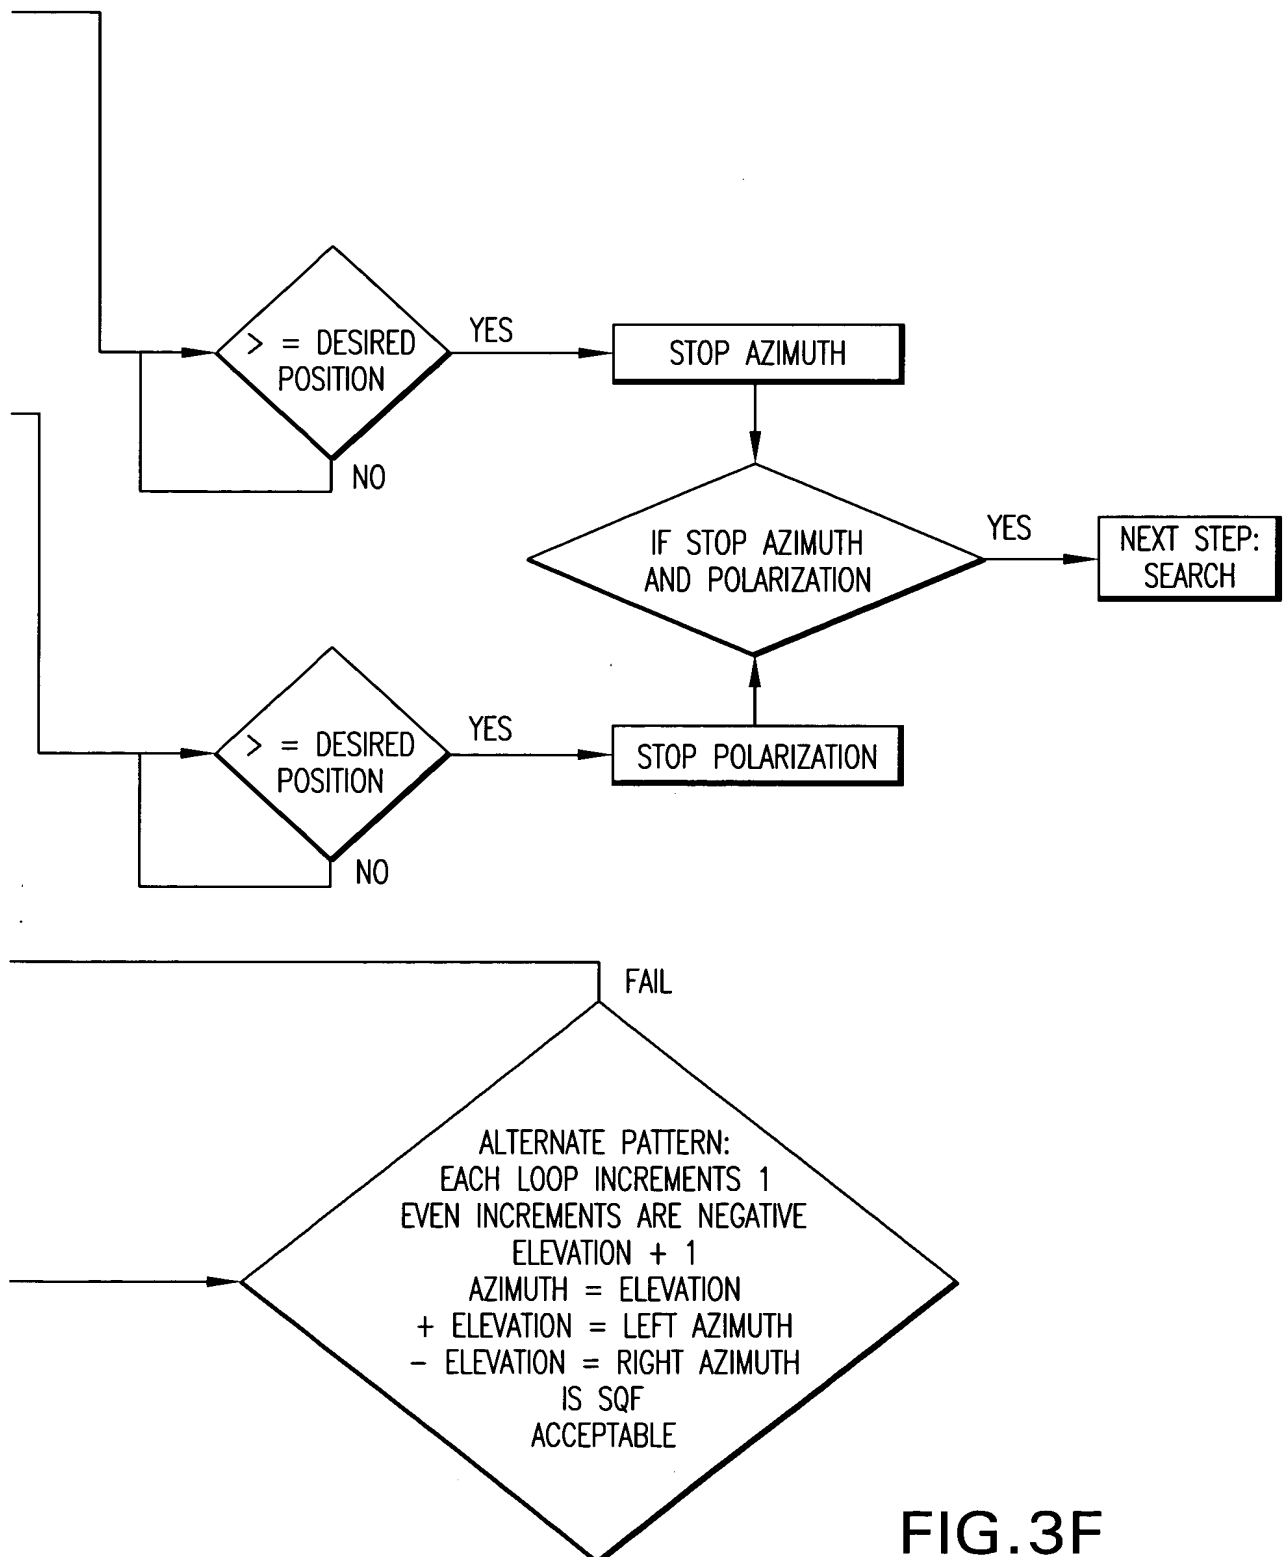 > = DESIRED
POSITION
YES
NO
STOP AZIMUTH
IF STOP AZIMUTH
AND POLARIZATION
YES
NEXT STEP:
SEARCH
> = DESIRED
POSITION
YES
NO
STOP POLARIZATION
FAIL
ALTERNATE PATTERN:
EACH LOOP INCREMENTS 1
EVEN INCREMENTS ARE NEGATIVE
ELEVATION + 1
AZIMUTH = ELEVATION
+ ELEVATION = LEFT AZIMUTH
- ELEVATION = RIGHT AZIMUTH
IS SQF
ACCEPTABLE
FIG.3F